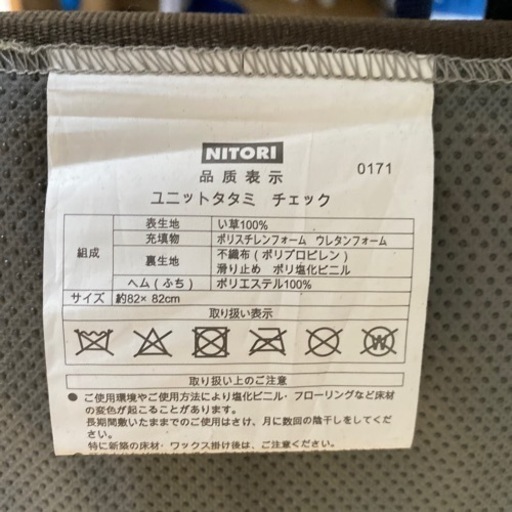 NITORI
0171
品質表示
ユニットタタミ チェック
組成
表生地 い草100%
充填物 ポリスチレンフォーム ウレタンフォーム
裏生地 不織布(ポリプロピレン)
滑り止め ポリ塩化ビニル
ヘム(ふち) ポリエステル100%
サイズ 約82×82cm
取り扱い表示
取り扱い上のご注意
● ご使用環境やご使用方法により塩化ビニル・フローリングなど床材
の変色が起こることがあります。
長期間敷いたままでのご使用はさけ、月に数回の陰干しをしてくだ
さい。
特に新築の床材・ワックス掛け後は、ご注意ください。